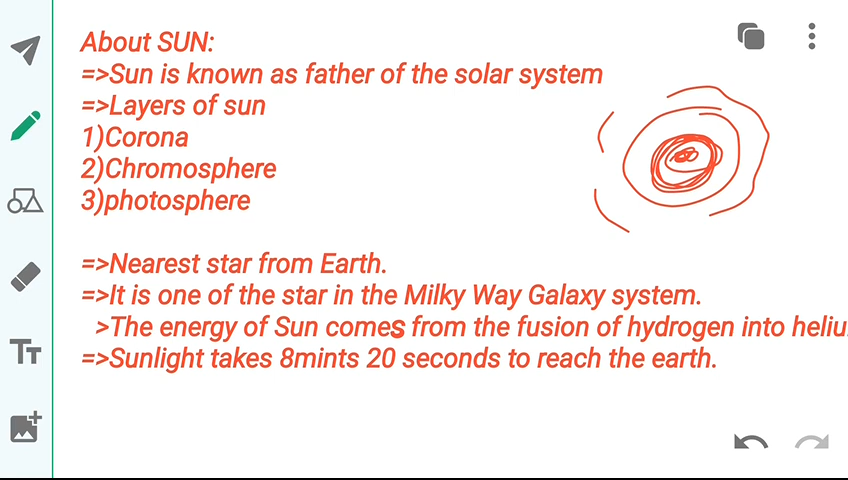 About SUN:
=>Sun is known as father of the solar system
=>Layers of sun
1)Corona
2)Chromosphere
3)photosphere
=>Nearest star from Earth.
=>It is one of the star in the Milky Way Galaxy system.
>The energy of Sun comes from the fusion of hydrogen into heliu
=>Sunlight takes 8mints 20 seconds to reach the earth.
Tт